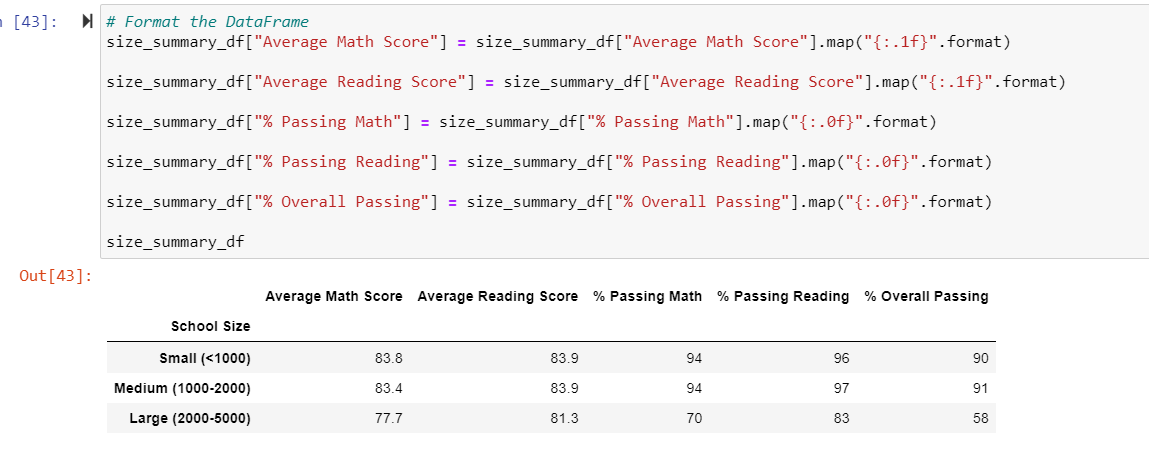 [43]: # Format the DataFrame
size_summary_df["Average Math Score"] = size_summary_df["Average Math Score"].map("{:.1f}".format)
size_summary_df["Average Reading Score"] = size_summary_df["Average Reading Score"].map("{:.1f}".format)
size_summary_df["% Passing Math"] = size_summary_df["% Passing Math"].map("{:.0f}".format)
size_summary_df["% Passing Reading"] = size_summary_df["% Passing Reading"].map("{:.0f}".format)
size_summary_df["% Overall Passing"] = size_summary_df["% Overall Passing"].map("{:.0f}".format)
size_summary_df
Out[43]:
Average Math Score Average Reading Score % Passing Math % Passing Reading % Overall Passing
School Size
Small (<1000) 83.8 83.9 94 96 90
Medium (1000-2000) 83.4 83.9 94 97 91
Large (2000-5000) 77.7 81.3 70 83 58